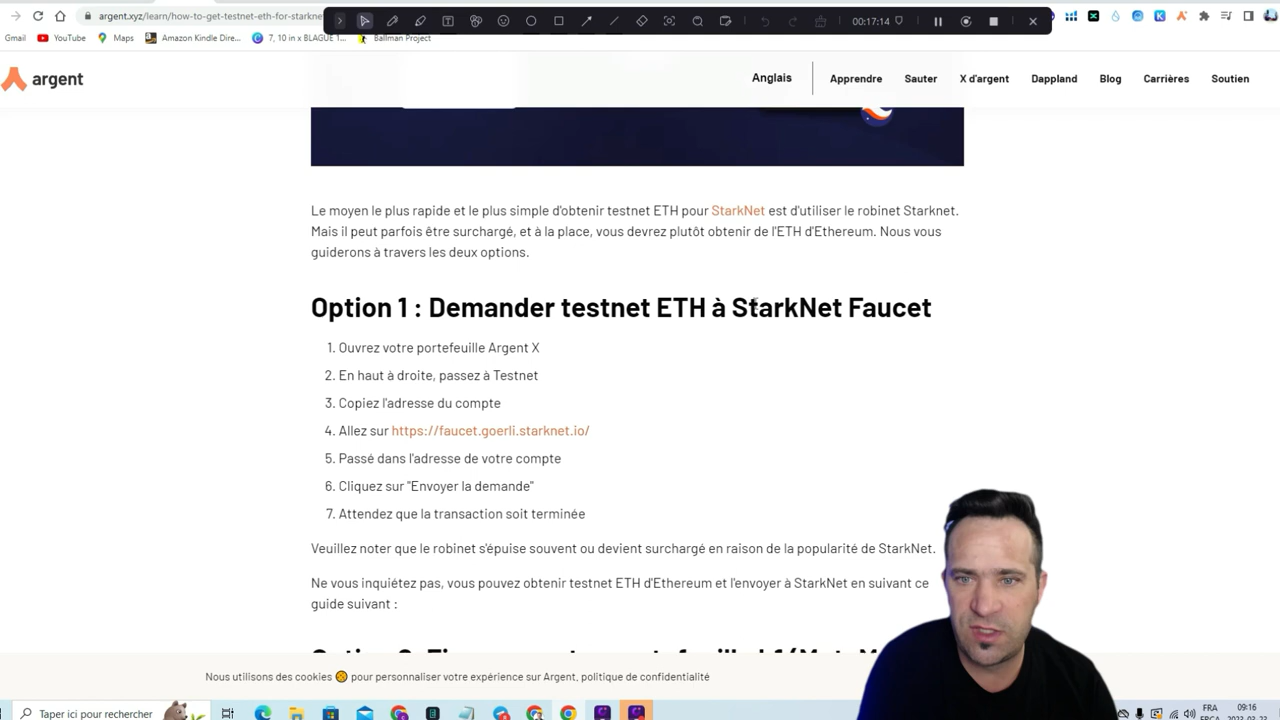 argent.xyz/learn/how-to-get-testnet-eth-for-starkne
00:17:14
Gmail
YouTube
Maps
Amazon Kindle Dire...
7, 10 in x BLAGUE 1...
Ballman Project
argent
Anglais
Apprendre
Sauter
X d'argent
Dappland
Blog
Carrières
Soutien
Le moyen le plus rapide et le plus simple d'obtenir testnet ETH pour StarkNet est d'utiliser le robinet Starknet.
Mais il peut parfois être surchargé, et à la place, vous devrez plutôt obtenir de l'ETH d'Ethereum. Nous vous
guiderons à travers les deux options.
Option 1 : Demander testnet ETH à StarkNet Faucet
1. Ouvrez votre portefeuille Argent X
2. En haut à droite, passez à Testnet
3. Copiez l'adresse du compte
4. Allez sur https://faucet.goerli.starknet.io/
5. Passé dans l'adresse de votre compte
6. Cliquez sur "Envoyer la demande"
7. Attendez que la transaction soit terminée
Veuillez noter que le robinet s'épuise souvent ou devient surchargé en raison de la popularité de StarkNet.
Ne vous inquiétez pas, vous pouvez obtenir testnet ETH d'Ethereum et l'envoyer à StarkNet en suivant ce
guide suivant :
Nous utilisons des cookies pour personnaliser votre expérience sur Argent. politique de confidentialité
Taper ici pour rechercher
FRA
09:16